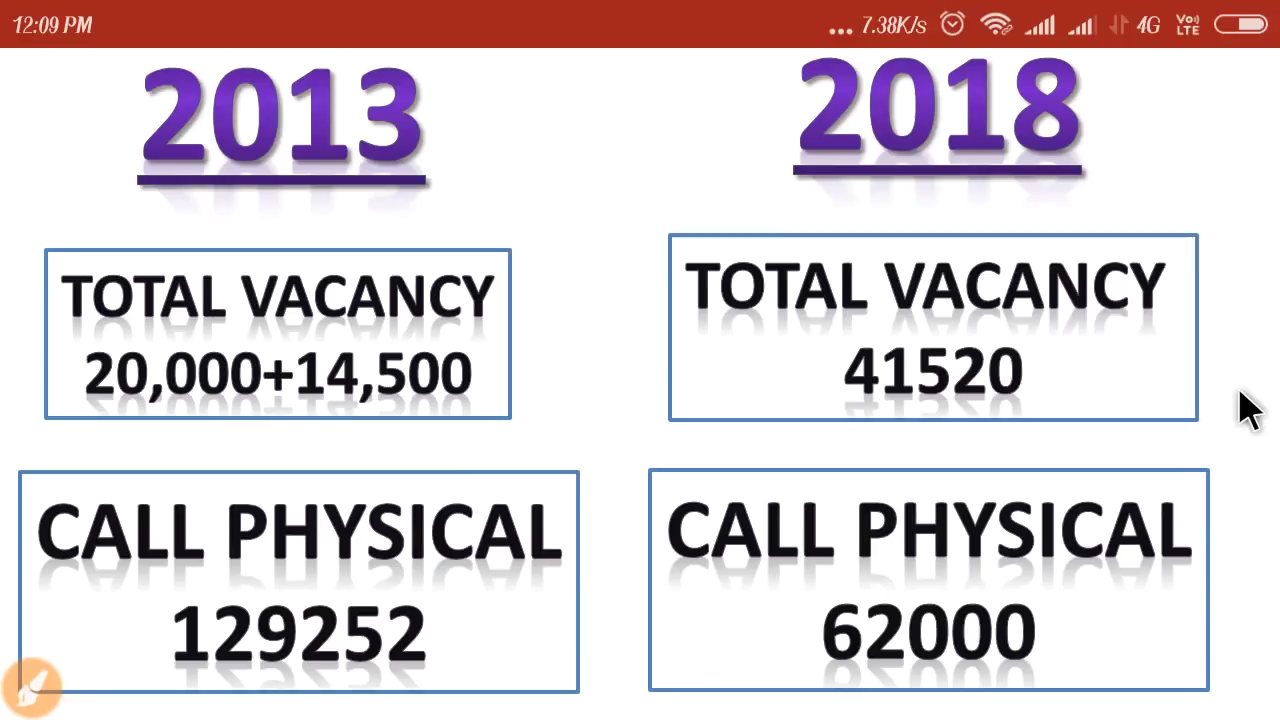 12:09 PM
... 7.38K/s 4G Vo) LTE
2013
2018
TOTAL VACANCY
20,000+14,500
TOTAL VACANCY
41520
CALL PHYSICAL
129252
CALL PHYSICAL
62000